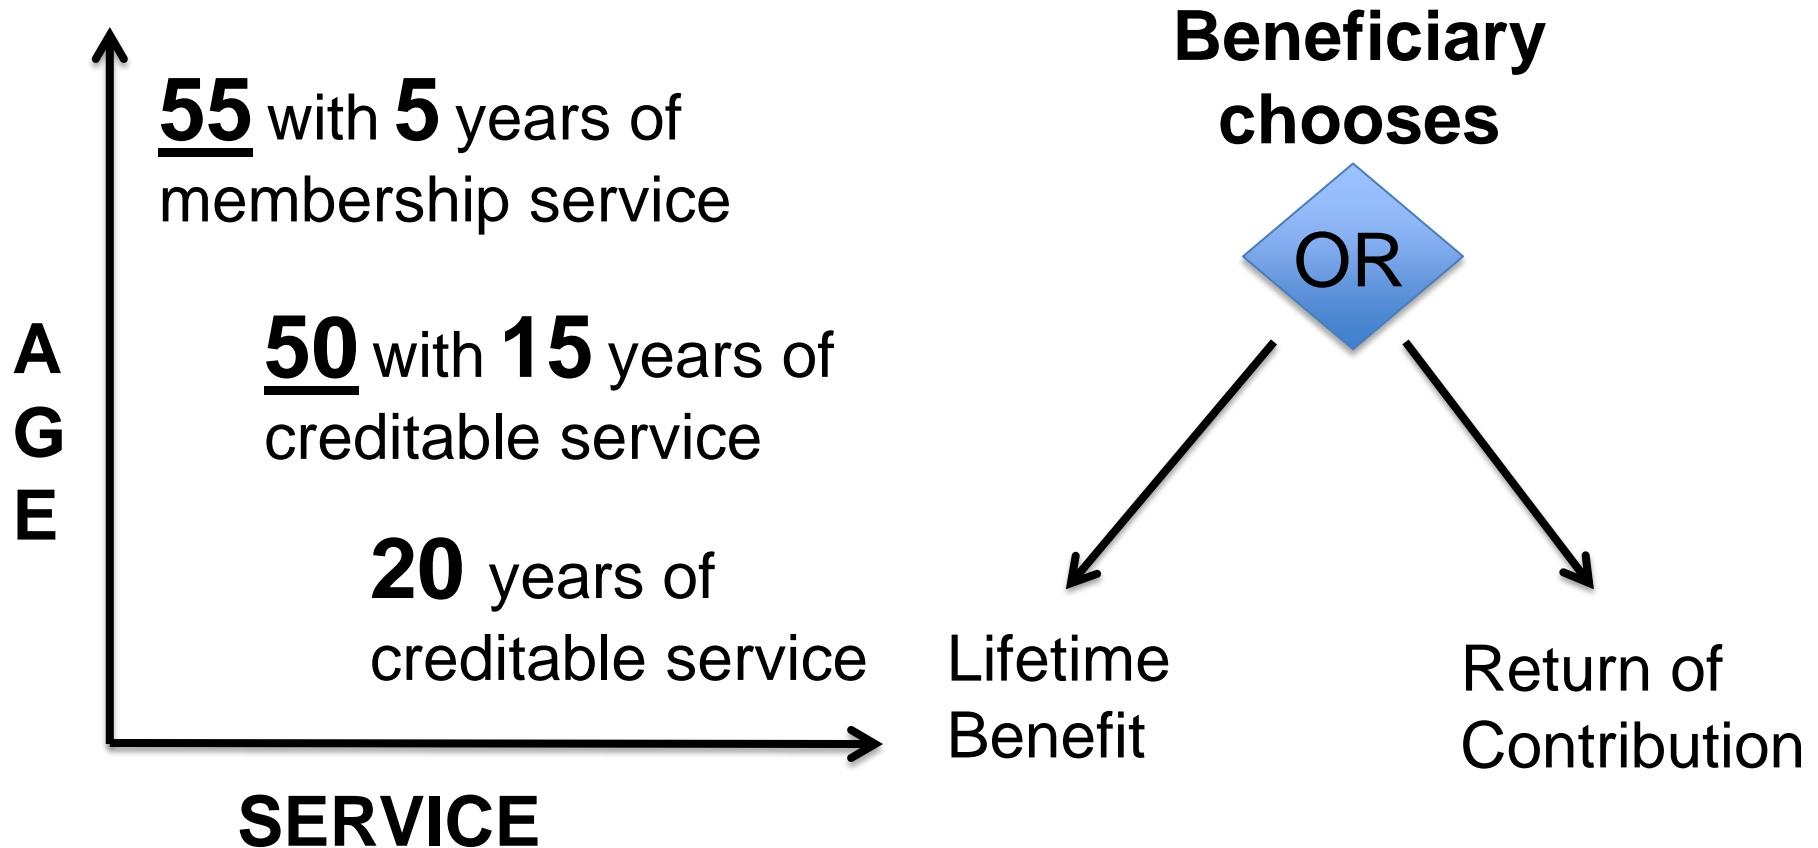 A
G
E
55 with 5 years of
membership service
50 with 15 years of
creditable service
20 years of
creditable service
SERVICE
Beneficiary
chooses
OR
Lifetime
Benefit
Return of
Contribution